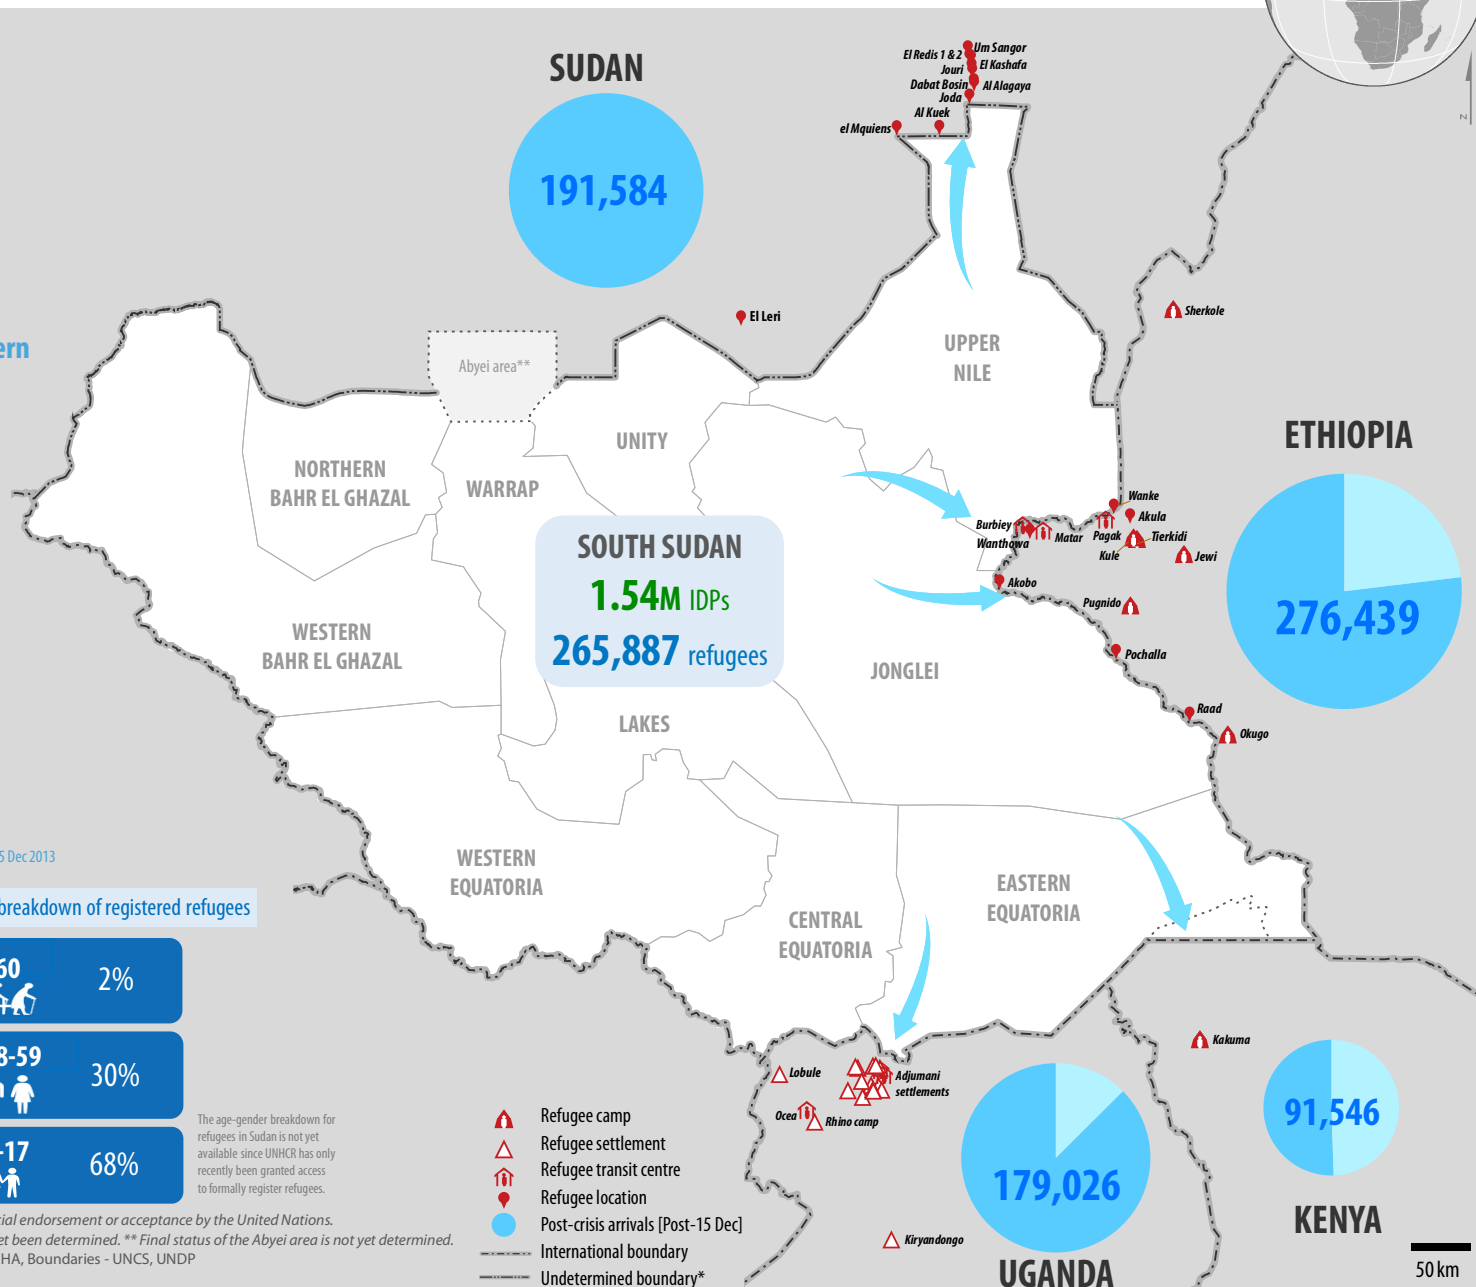 SUDAN
191,584
Um Sangor
El Redis 1 & 2
El Kashafa
Jouri
Dabat Bosin
Al Alagaya
Joda
Al Kuek
el Mquiens
z
El Leri
Sherkole
ern
Abyei area**
UPPER
NILE
UNITY
NORTHERN
BAHR EL GHAZAL
WARRAP
ETHIOPIA
276,439
Wanke
Akula
Burbiey
Wanthowa
Matar
Pagak
Tierkidi
Kule
Jewi
Akobo
Pugnido
Pochalla
Raad
Okugo
SOUTH SUDAN
1.54M IDPs
265,887 refugees
WESTERN
BAHR EL GHAZAL
JONGLEI
LAKES
WESTERN
EQUATORIA
CENTRAL
EQUATORIA
EASTERN
EQUATORIA
5 Dec 2013
breakdown of registered refugees
60
2%
8-59
30%
-17
68%
The age-gender breakdown for
refugees in Sudan is not yet
available since UNHCR has only
recently been granted access
to formally register refugees.
cial endorsement or acceptance by the United Nations.
et been determined. ** Final status of the Abyei area is not yet determined.
HA, Boundaries - UNCS, UNDP
Refugee camp
Refugee settlement
Refugee transit centre
Refugee location
Post-crisis arrivals [Post-15 Dec]
International boundary
Undetermined boundary*
Lobule
Adjumani
settlements
Ocea
Rhino camp
Kiryandongo
179,026
UGANDA
Kakuma
91,546
KENYA
50 km